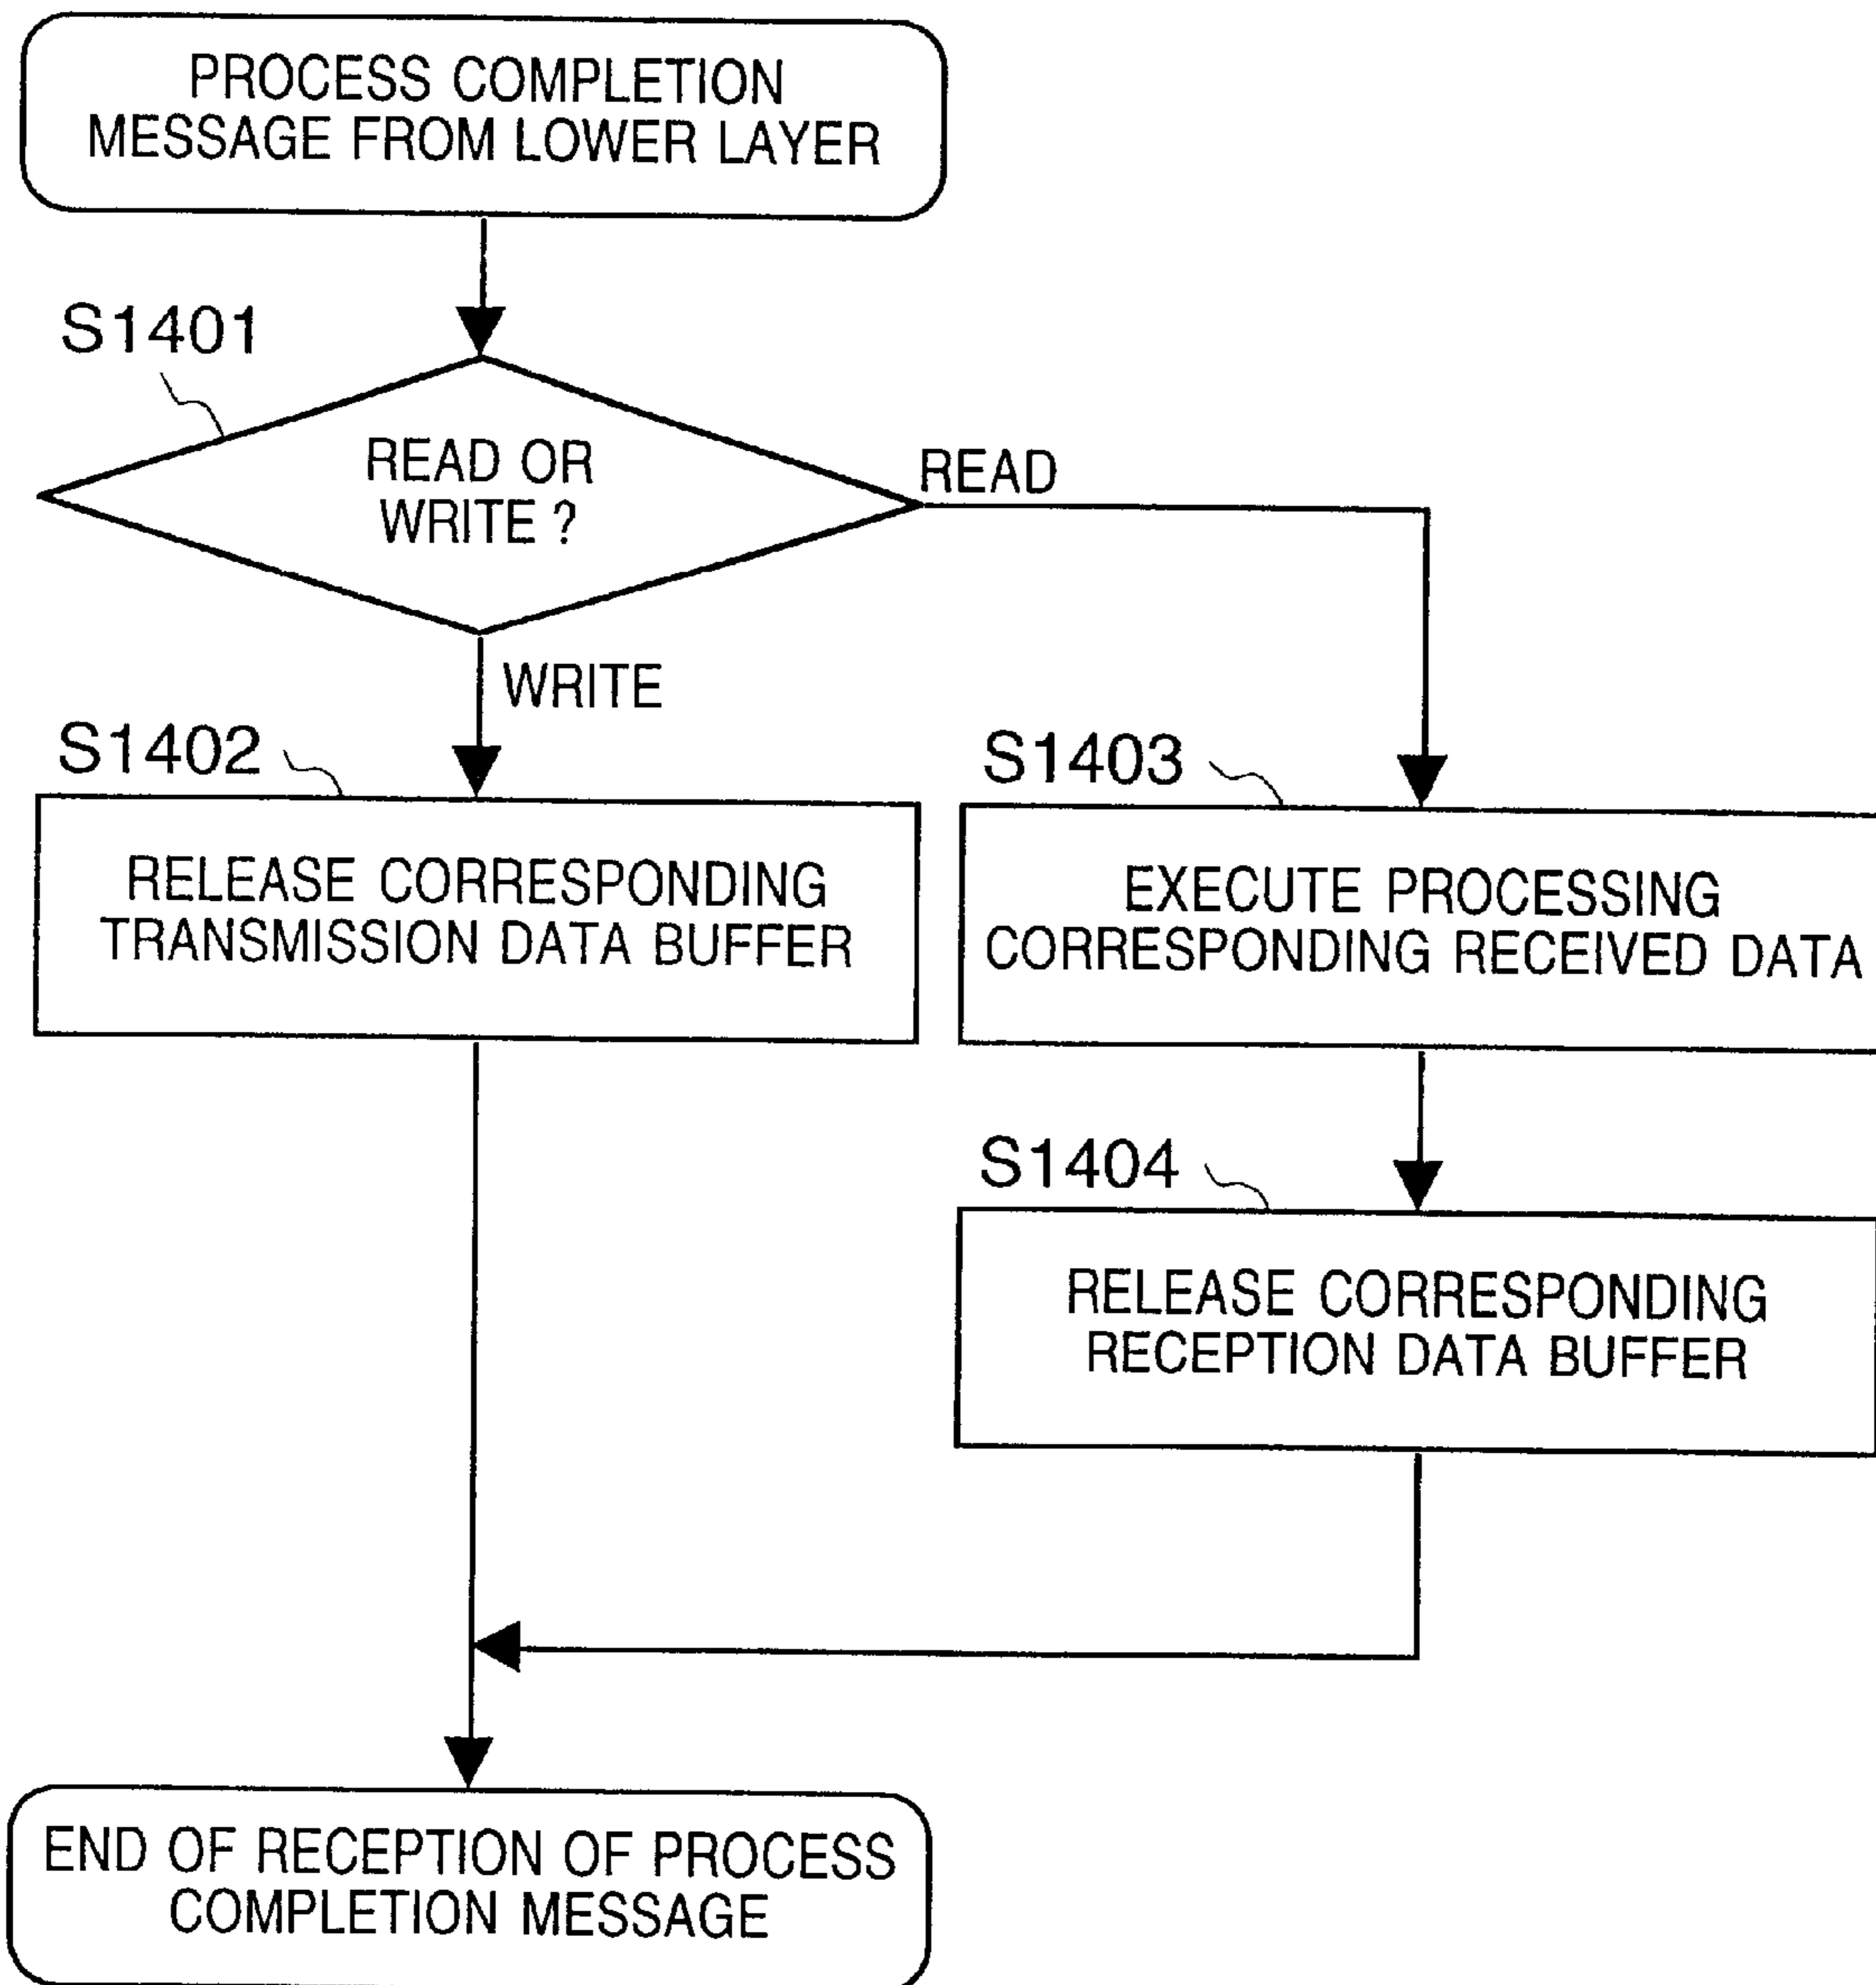 PROCESS COMPLETION
MESSAGE FROM LOWER LAYER
S1401
READ OR
WRITE ?
READ
WRITE
S1402
RELEASE CORRESPONDING
TRANSMISSION DATA BUFFER
S1403
EXECUTE PROCESSING
CORRESPONDING RECEIVED DATA
S1404
RELEASE CORRESPONDING
RECEPTION DATA BUFFER
END OF RECEPTION OF PROCESS
COMPLETION MESSAGE